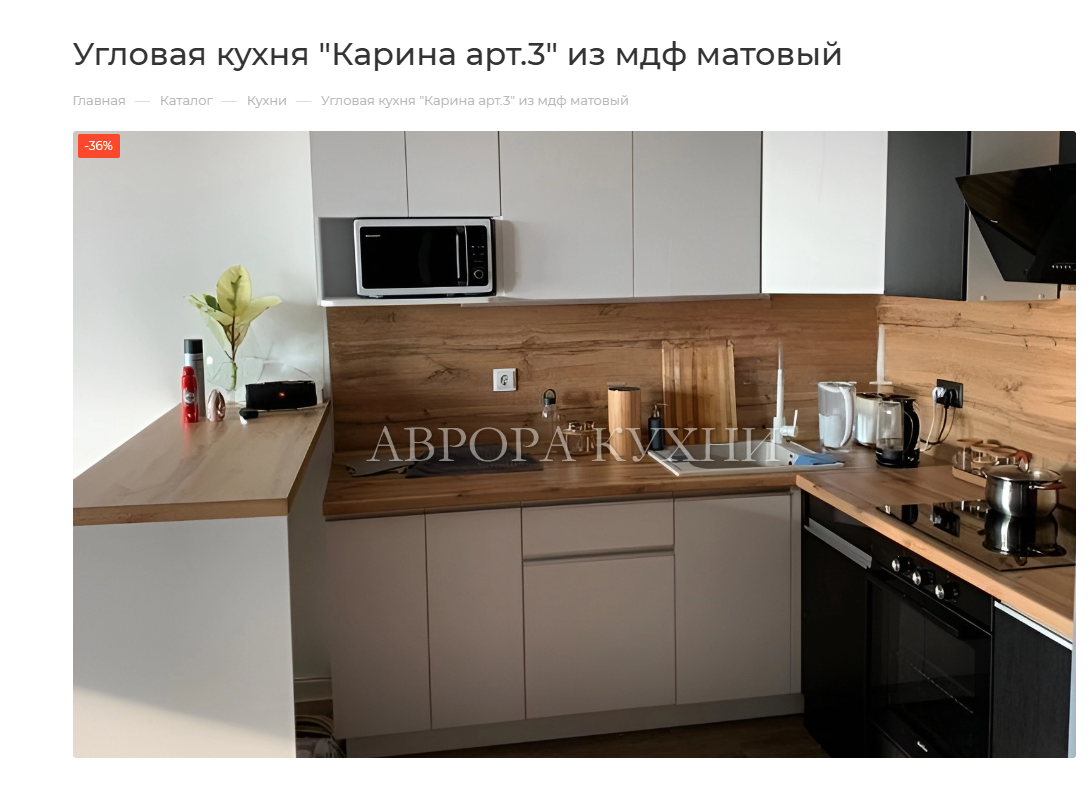 Угловая кухня "Карина арт.3" из мдф матовый
Главная — Каталог — Кухни — Угловая кухня "Карина арт.3" из мдф матовый
-36%
АВРОРА КУХНИ